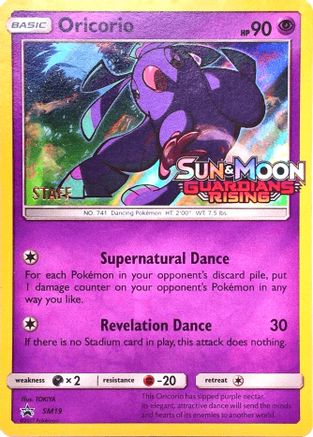 BASIC Oricorio HP 90
SUN & MOON
GUARDIANS
RISING
STAFF
NO. 741 Dancing Pokémon HT: 2'00" WT: 7.5 lbs.
Supernatural Dance
For each Pokémon in your opponent's discard pile, put
1 damage counter on your opponent's Pokémon in
any way you like.
Revelation Dance 30
If there is no Stadium card in play, this attack does nothing.
weakness × 2 resistance -20 retreat
Illus. TOKIYA
This Oricorio has sipped purple nectar.
Its elegant, attractive dance will send the minds
and hearts of its enemies to another world.
SM19
©2017 Pokémon